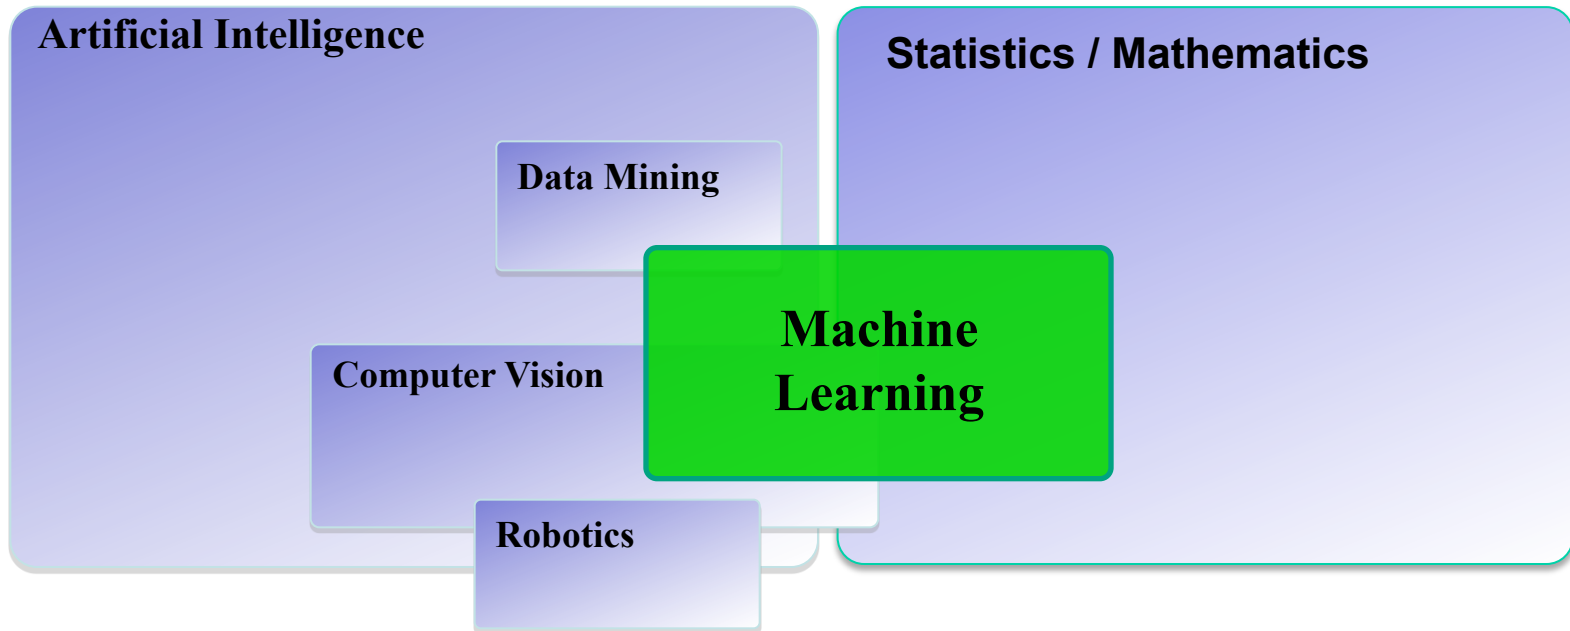 Artificial Intelligence
Statistics / Mathematics
Data Mining
Machine
Learning
Computer Vision
Robotics